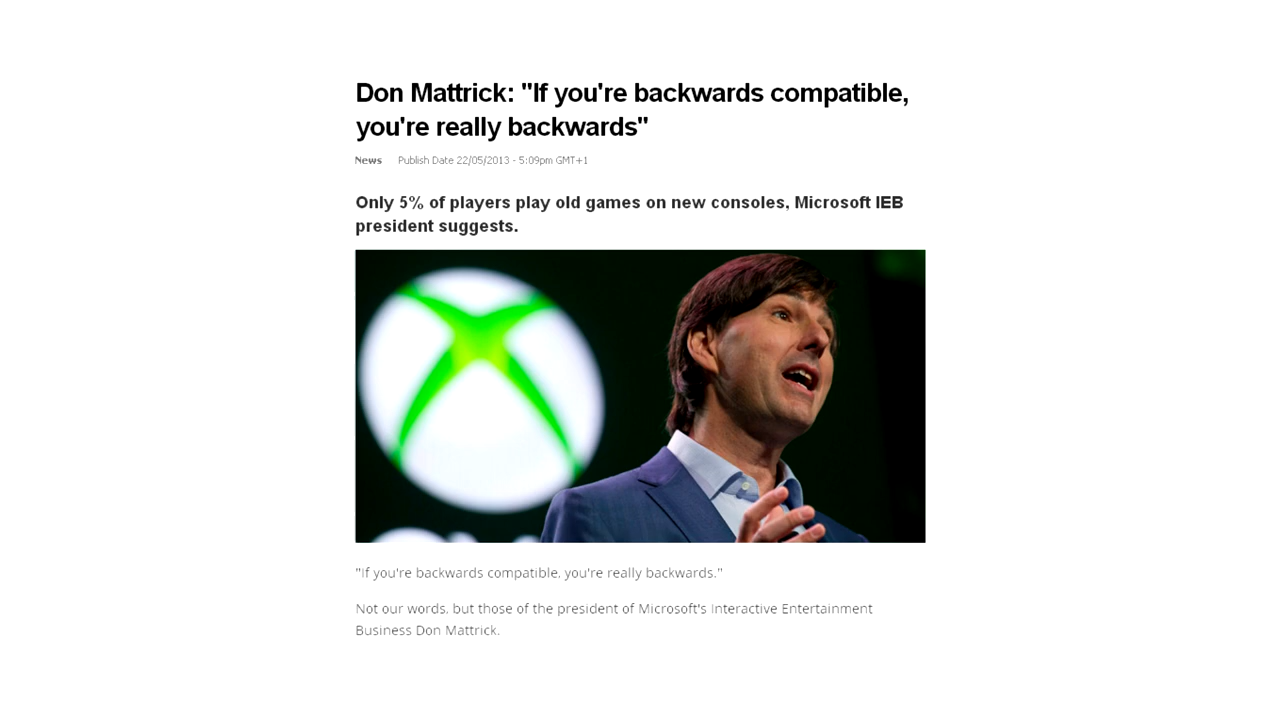 Don Mattrick: "If you're backwards compatible,
you're really backwards"
News Publish Date 22/05/2013 - 5:09pm GMT+1
Only 5% of players play old games on new consoles, Microsoft IEB
president suggests.
"If you're backwards compatible, you're really backwards."
Not our words, but those of the president of Microsoft's Interactive Entertainment
Business Don Mattrick.